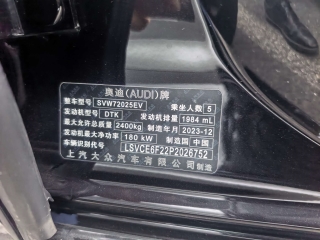 奥迪(AUDI)牌
整车型号 SVW72025EV 乘坐人数 5
发动机型号 DTK 发动机排量 1984 mL
最大允许总质量 2400kg 制造年月 2023-12
发动机最大净功率 180 kW 制造国 中国
车辆识别代号 LSVCE6F22P2026752
上汽大众汽车有限公司 制造